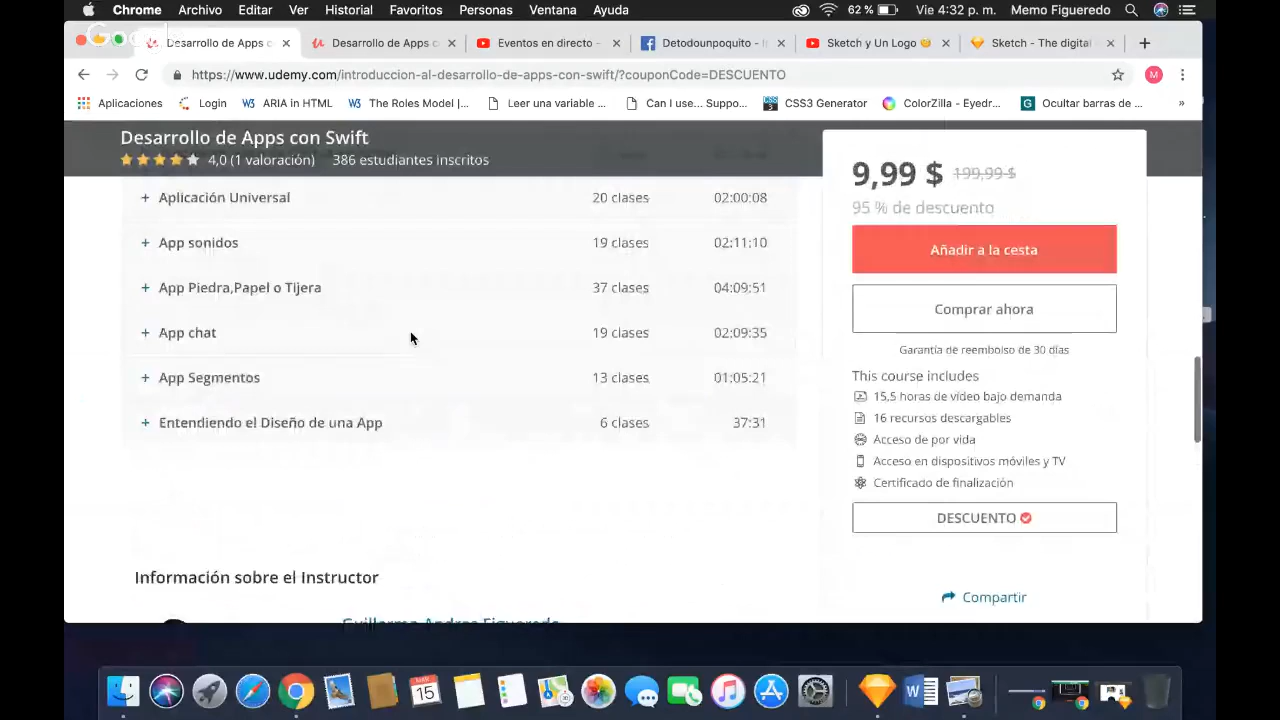 Chrome Archivo Editar Ver Historial Favoritos Personas Ventana Ayuda 62 % Vie 4:32 p. m. Memo Figueredo
Desarrollo de Apps c Desarrollo de Apps co Eventos en directo - Detodounpoquito - I Sketch y Un Logo Sketch - The digital
https://www.udemy.com/introduccion-al-desarrollo-de-apps-con-swift/?couponCode=DESCUENTO M
Aplicaciones Login ARIA in HTML The Roles Model |... Leer una variable ... Can I use... Suppo... CSS3 Generator ColorZilla - Eyedr... Ocultar barras de ... »
Desarrollo de Apps con Swift
4,0 (1 valoración) 386 estudiantes inscritos
9,99 $ 199,99 $
95 % de descuento
Añadir a la cesta
Comprar ahora
Garantía de reembolso de 30 días
This course includes
15,5 horas de vídeo bajo demanda
16 recursos descargables
Acceso de por vida
Acceso en dispositivos móviles y TV
Certificado de finalización
DESCUENTO
Compartir
+ Aplicación Universal 20 clases 02:00:08
+ App sonidos 19 clases 02:11:10
+ App Piedra,Papel o Tijera 37 clases 04:09:51
+ App chat 19 clases 02:09:35
+ App Segmentos 13 clases 01:05:21
+ Entendiendo el Diseño de una App 6 clases 37:31
Información sobre el instructor
Guillermo Andres Figueredo
15